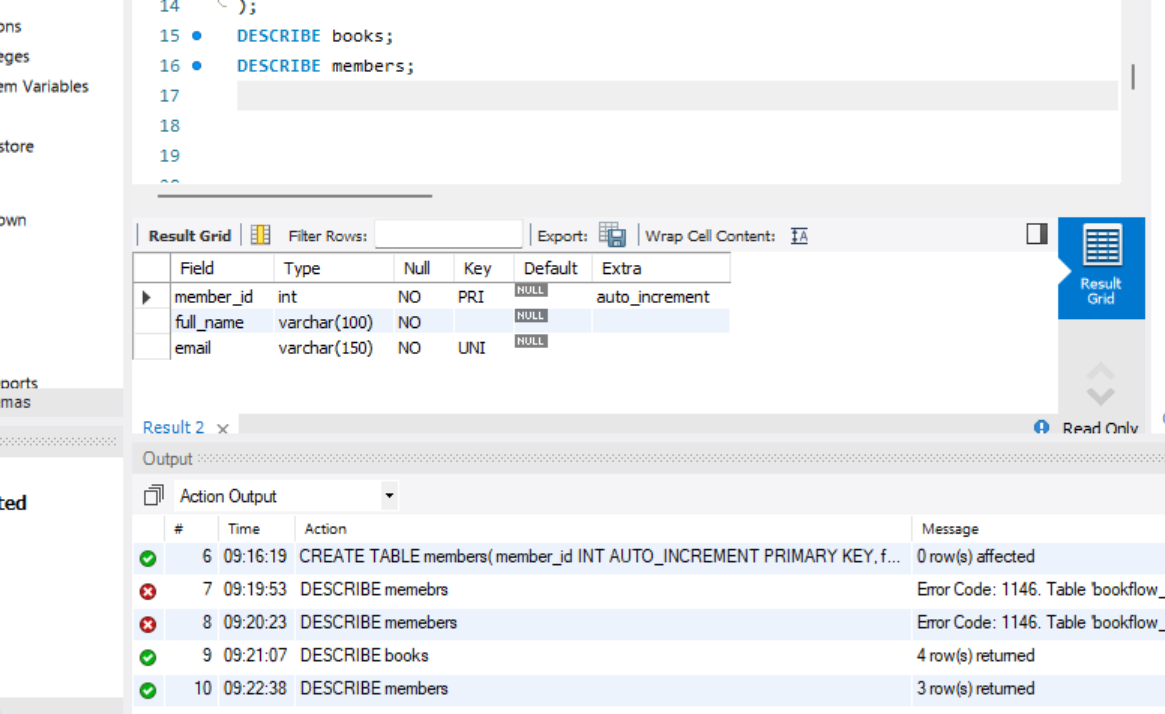 ons
eges
em Variables
store
own
ports
mas
ted
14 );
15 DESCRIBE books;
16 DESCRIBE members;
17
18
19
Result Grid Filter Rows: Export: Wrap Cell Content:
Field Type Null Key Default Extra
member_id int NO PRI NULL auto_increment
full_name varchar(100) NO NULL
email varchar(150) NO UNI NULL
Result Grid
Result 2 ×
Read Only
Output
Action Output
# Time Action Message
6 09:16:19 CREATE TABLE members( member_id INT AUTO_INCREMENT PRIMARY KEY, f... 0 row(s) affected
7 09:19:53 DESCRIBE memebrs Error Code: 1146. Table 'bookflow_
8 09:20:23 DESCRIBE memebers Error Code: 1146. Table 'bookflow_
9 09:21:07 DESCRIBE books 4 row(s) returned
10 09:22:38 DESCRIBE members 3 row(s) returned